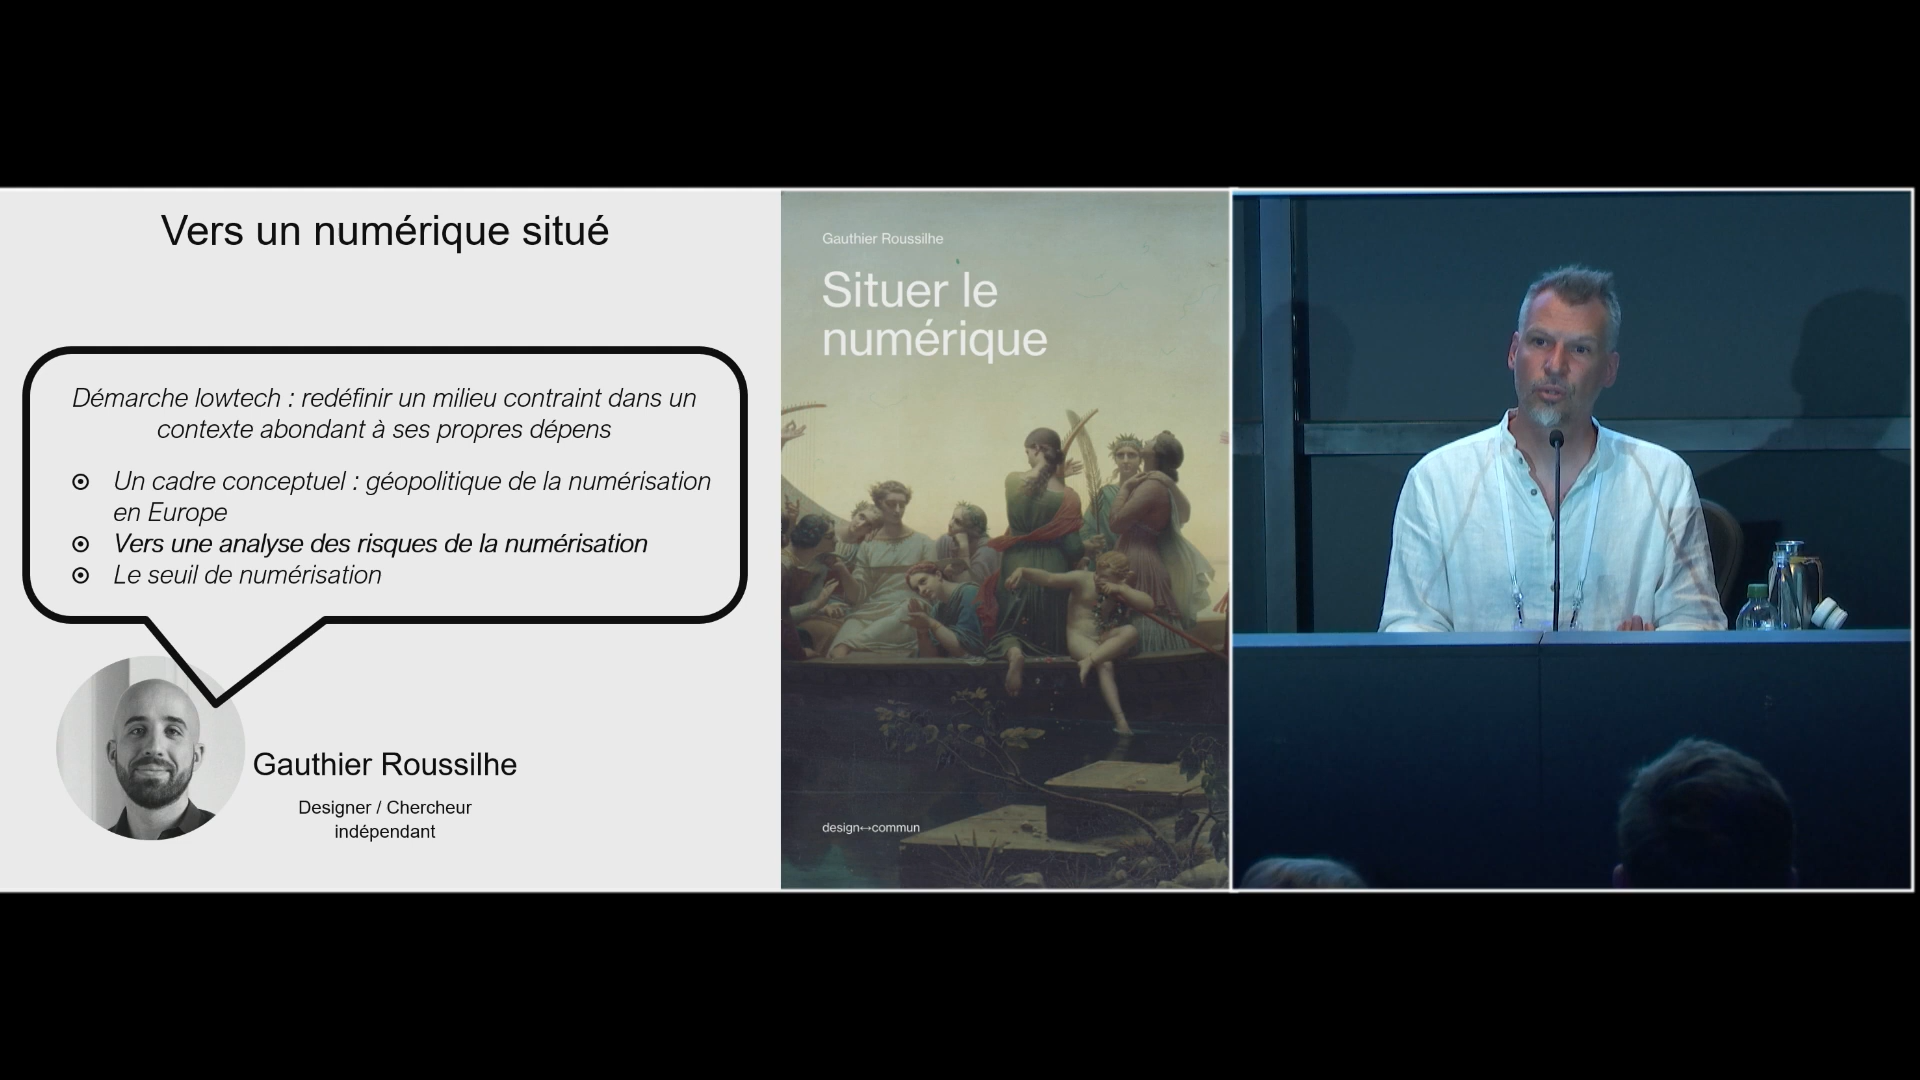 Vers un numérique situé
Démarche lowtech : redéfinir un milieu contraint dans un
contexte abondant à ses propres dépens
Un cadre conceptuel : géopolitique de la numérisation
en Europe
Vers une analyse des risques de la numérisation
Le seuil de numérisation
Gauthier Roussilhe
Designer / Chercheur
indépendant
Gauthier Roussilhe
Situer le
numérique
design↔commun